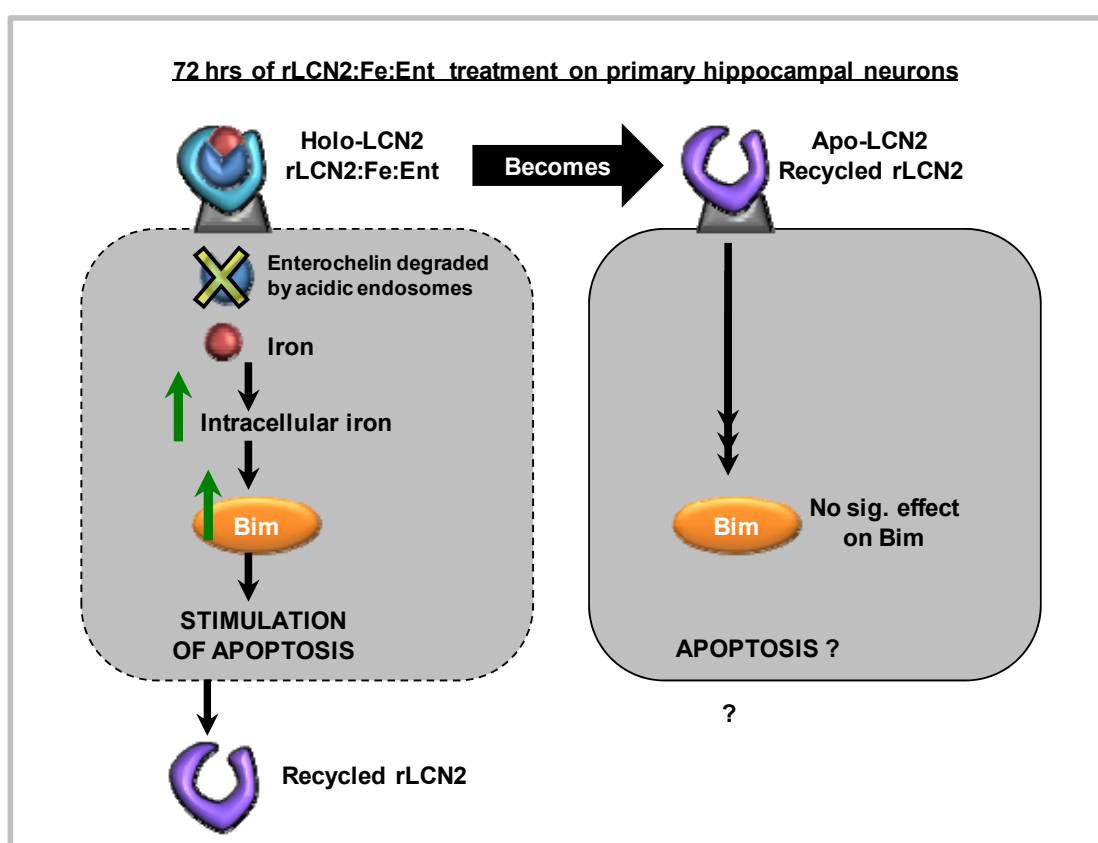 72 hrs of rLCN2:Fe:Ent treatment on primary hippocampal neurons
Holo-LCN2
rLCN2:Fe:Ent
Becomes
Apo-LCN2
Recycled rLCN2
Enterochelin degraded
by acidic endosomes
Iron
Intracellular iron
Bim
STIMULATION
OF APOPTOSIS
Recycled rLCN2
Bim
No sig. effect
on Bim
APOPTOSIS ?
?